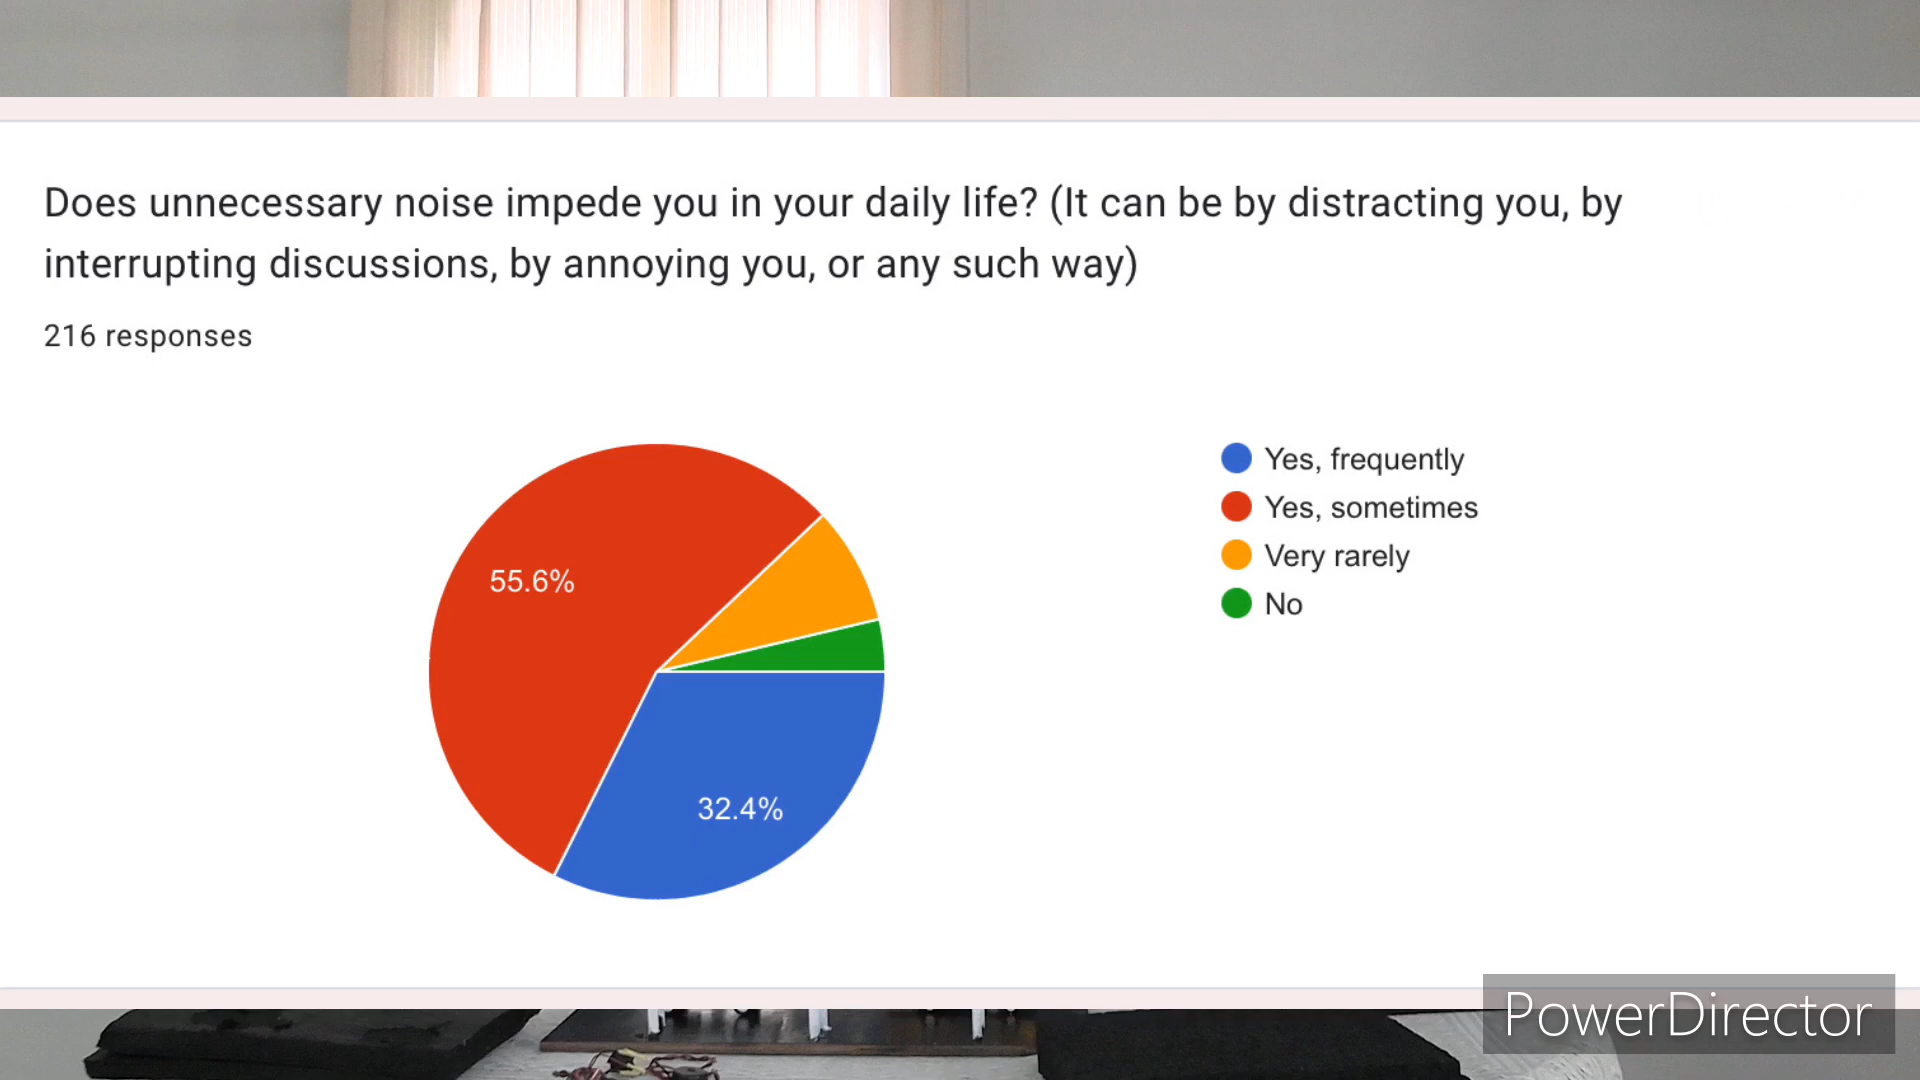 Does unnecessary noise impede you in your daily life? (It can be by distracting you, by
interrupting discussions, by annoying you, or any such way)
216 responses
Yes, frequently
Yes, sometimes
Very rarely
No
55.6%
32.4%
PowerDirector